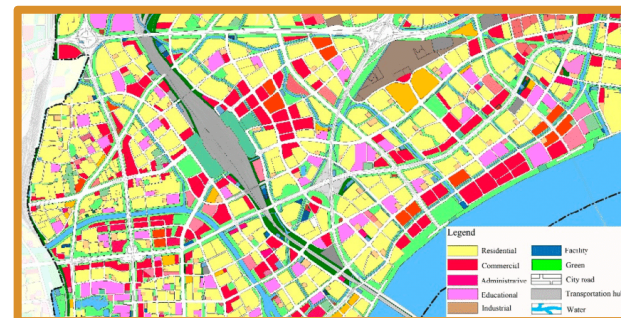 Legend
Residential
Commercial
Administrative
Educational
Industrial
Facility
Green
City road
Transportation hub
Water